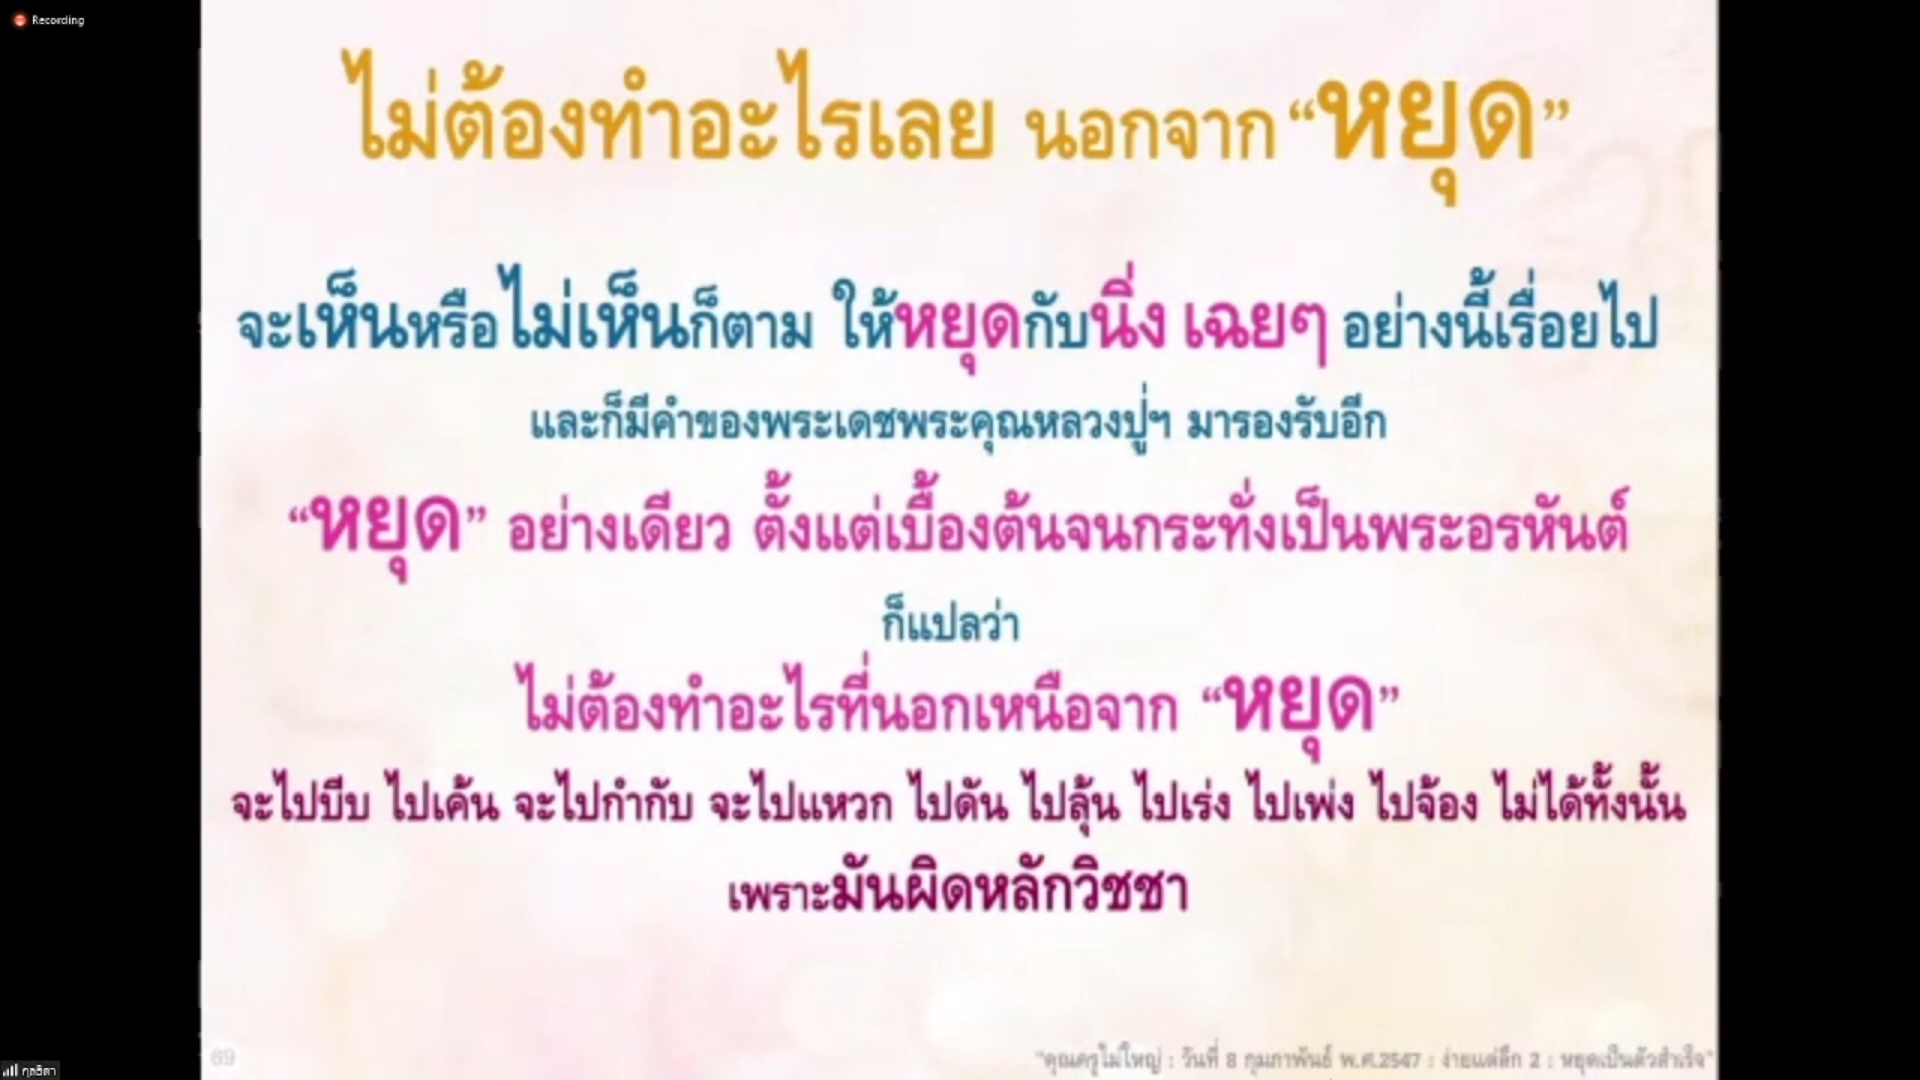 Recording
ไม่ต้องทำอะไรเลย นอกจาก “หยุด”
จะเห็นหรือไม่เห็นก็ตาม ให้หยุดกับนิ่ง เฉยๆ อย่างนี้เรื่อยไป
และก็มีคำของพระเดชพระคุณหลวงปู่ฯ มารองรับอีก
“หยุด” อย่างเดียว ตั้งแต่เบื้องต้นจนกระทั่งเป็นพระอรหันต์
ก็แปลว่า
ไม่ต้องทำอะไรที่นอกเหนือจาก “หยุด”
จะไปบีบ ไปเค้น จะไปกำกับ จะไปแหวก ไปดัน ไปลุ้น ไปเร่ง ไปเพ่ง ไปจ้อง ไม่ได้ทั้งนั้น
เพราะมันผิดหลักวิชชา
69
"คุณครูไม่ใหญ่ : วันที่ 8 กุมภาพันธ์ พ.ศ.2547 : ง่ายแต่ลึก 2 : หยุดเป็นตัวสำเร็จ"
กุลธิดา